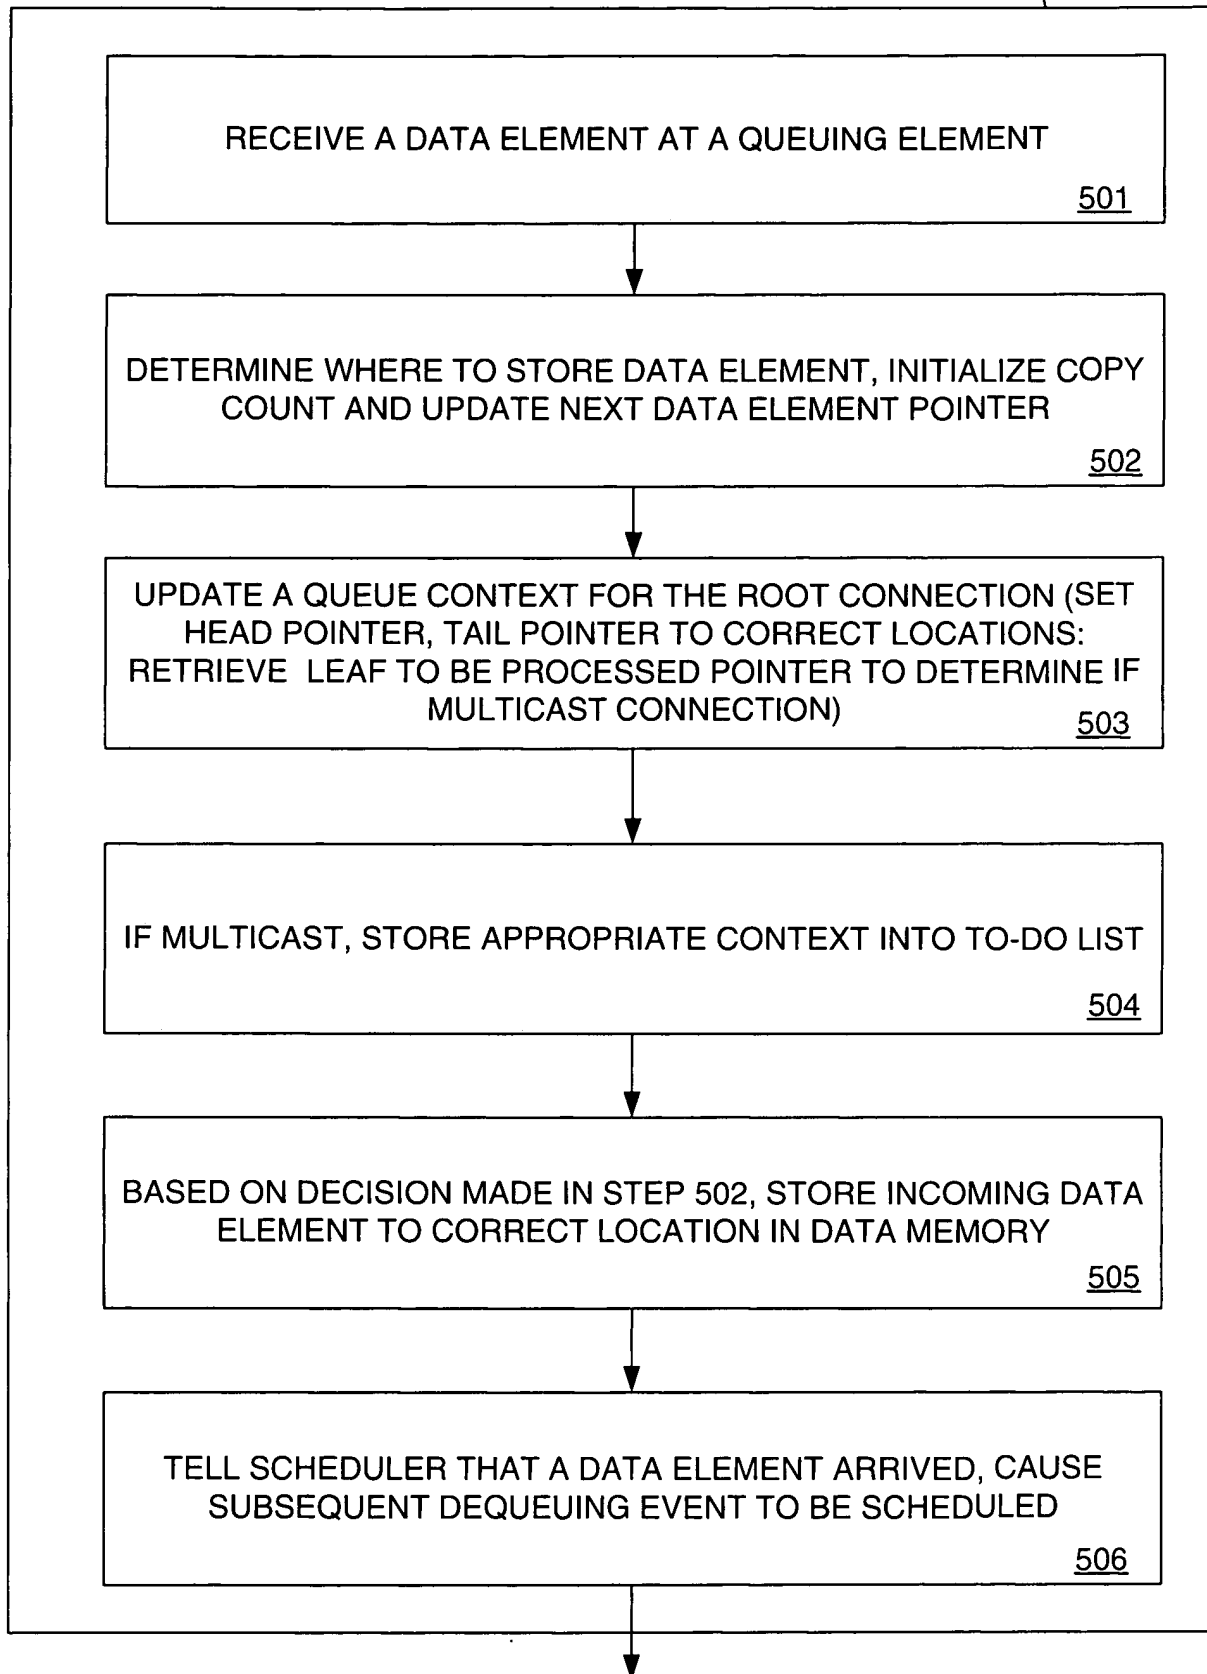 RECEIVE A DATA ELEMENT AT A QUEUING ELEMENT
501
DETERMINE WHERE TO STORE DATA ELEMENT, INITIALIZE COPY
COUNT AND UPDATE NEXT DATA ELEMENT POINTER
502
UPDATE A QUEUE CONTEXT FOR THE ROOT CONNECTION (SET
HEAD POINTER, TAIL POINTER TO CORRECT LOCATIONS:
RETRIEVE LEAF TO BE PROCESSED POINTER TO DETERMINE IF
MULTICAST CONNECTION)
503
IF MULTICAST, STORE APPROPRIATE CONTEXT INTO TO-DO LIST
504
BASED ON DECISION MADE IN STEP 502, STORE INCOMING DATA
ELEMENT TO CORRECT LOCATION IN DATA MEMORY
505
TELL SCHEDULER THAT A DATA ELEMENT ARRIVED, CAUSE
SUBSEQUENT DEQUEUING EVENT TO BE SCHEDULED
506